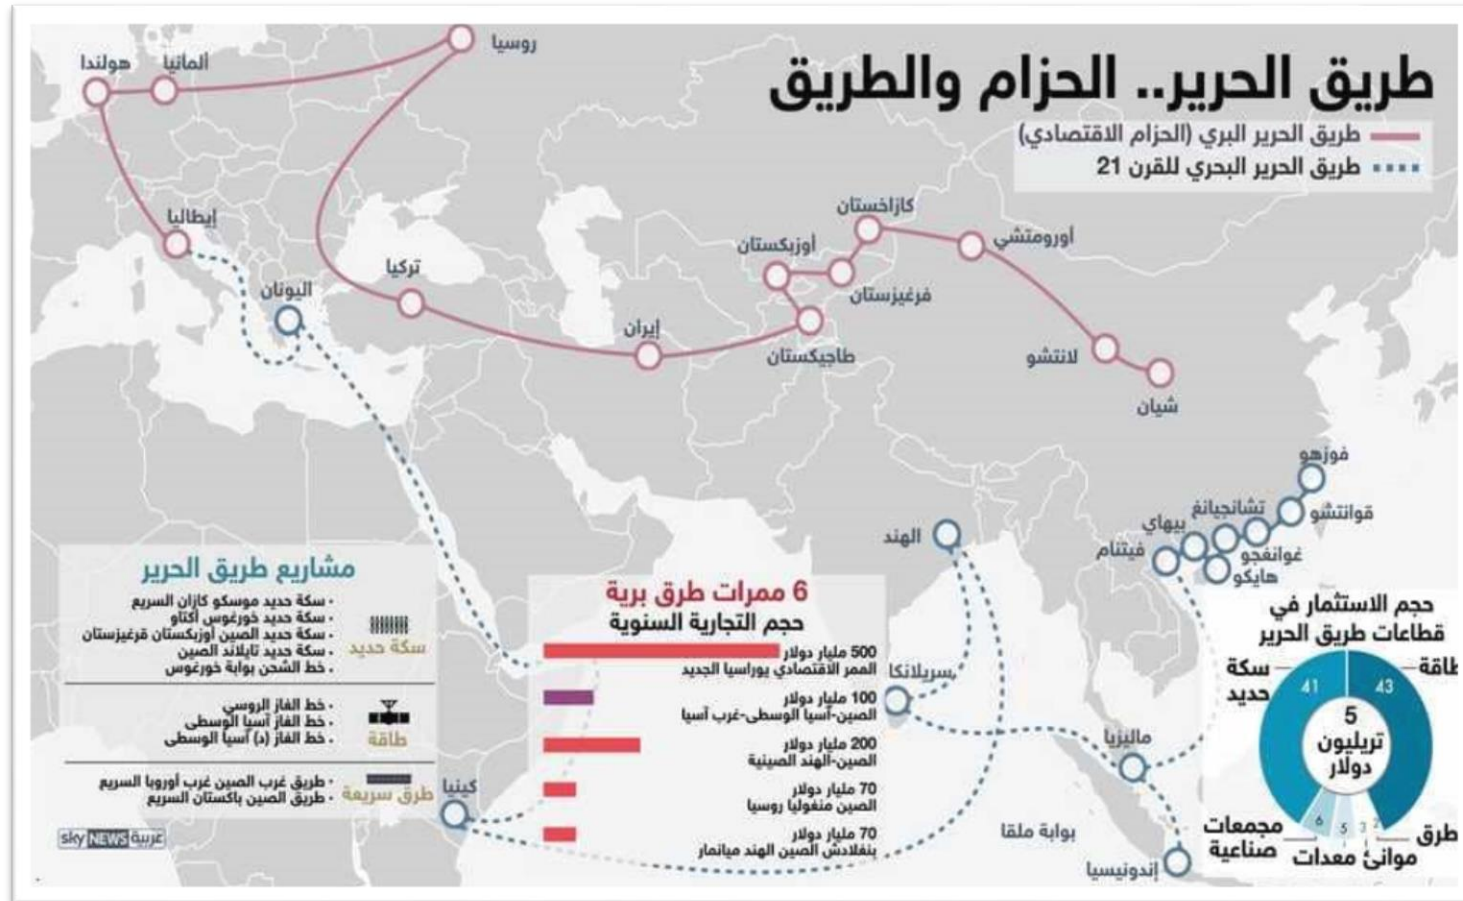 طريق الحرير.. الحزام والطريق
طريق الحرير البري (الحزام الاقتصادي)
طريق الحرير البحري للقرن 21
روسيا
ألمانيا
هولندا
إيطاليا
اليونان
تركيا
إيران
طاجيكستان
أوزبكستان
قرغيزستان
كازاخستان
أورومتشي
لانتشو
شيان
فوزهو
قوانتشو
تشانجيانغ
غوانغجو
بيهاي
هايكو
فيتنام
الهند
سريلانكا
ماليزيا
بوابة ملقا
إندونيسيا
كينيا
مشاريع طريق الحرير
سكة حديد
· سكة حديد موسكو كازان السريع
· سكة حديد خورغوس أكتاو
· سكة حديد الصين أوزبكستان قرغيزستان
· سكة حديد تايلاند الصين
· خط الشحن بوابة خورغوس
طاقة
· خط الغاز الروسي
· خط الغاز آسيا الوسطى
· خط الغاز (د) آسيا الوسطى
طرق سريعة
· طريق غرب الصين غرب أوروبا السريع
· طريق الصين باكستان السريع
6 ممرات طرق برية
حجم التجارية السنوية
500 مليار دولار
الممر الاقتصادي يوراسيا الجديد
100 مليار دولار
الصين-آسيا الوسطى-غرب آسيا
200 مليار دولار
الصين-الهند الصينية
70 مليار دولار
الصين منغوليا روسيا
70 مليار دولار
بنغلادش الصين الهند ميانمار
حجم الاستثمار في
قطاعات طريق الحرير
طاقة
43
سكة
حديد
41
5
تريليون
دولار
6
5
3
2
طرق
موانئ
معدات
مجمعات
صناعية
sky NEWS عربية